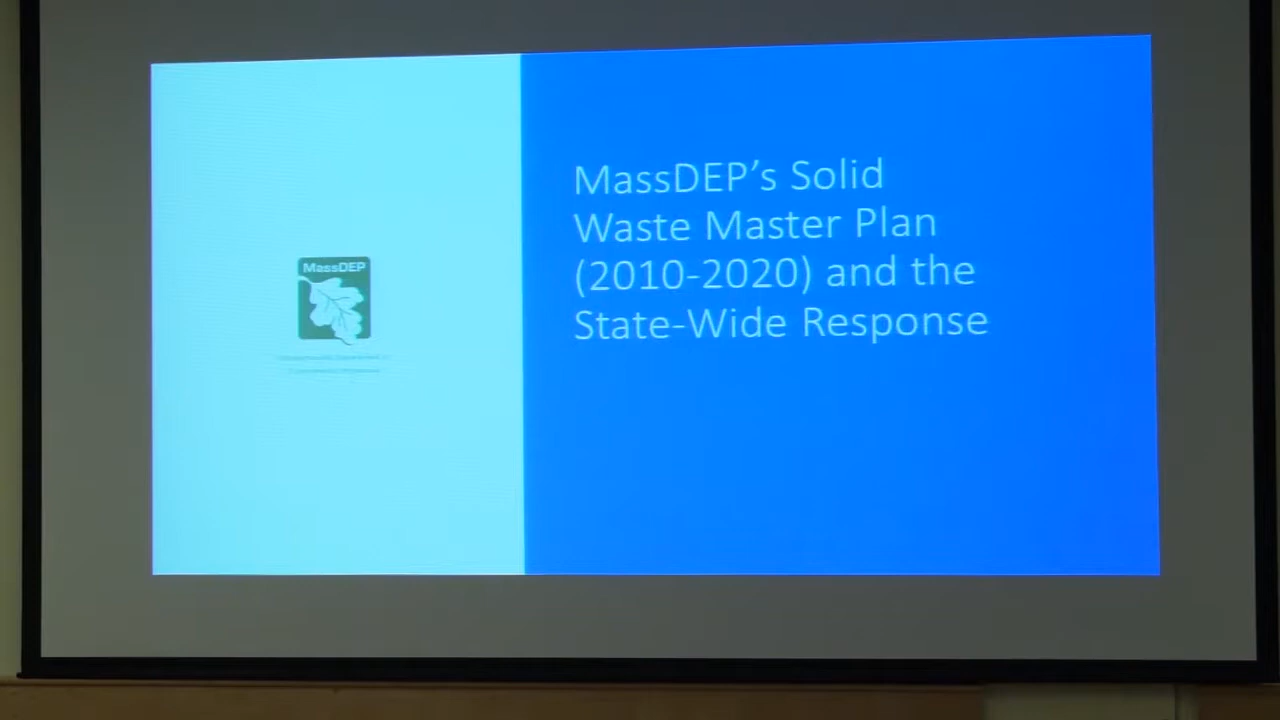 MassDEP
MassDEP's Solid
Waste Master Plan
(2010-2020) and the
State-Wide Response